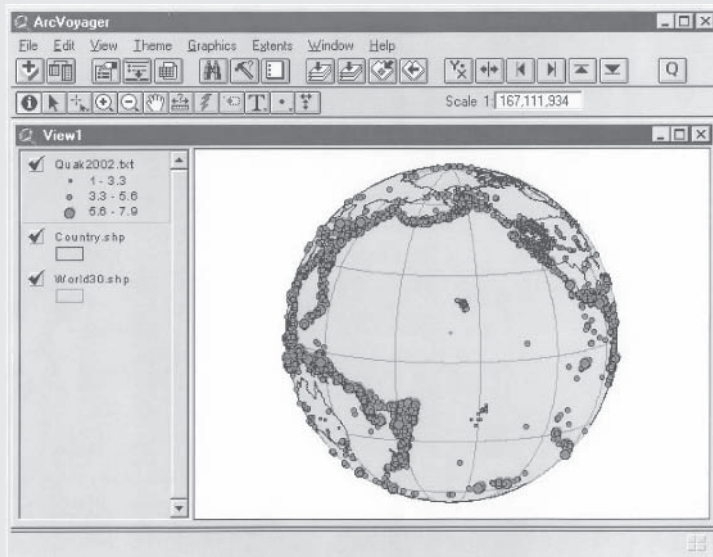 ArcVoyager
File Edit View Theme Graphics Extents Window Help
Q
T
Scale 1: 167,111,934
View1
Quak2002.txt
1 - 3.3
3.3 - 5.6
5.6 - 7.9
Country.shp
World30.shp